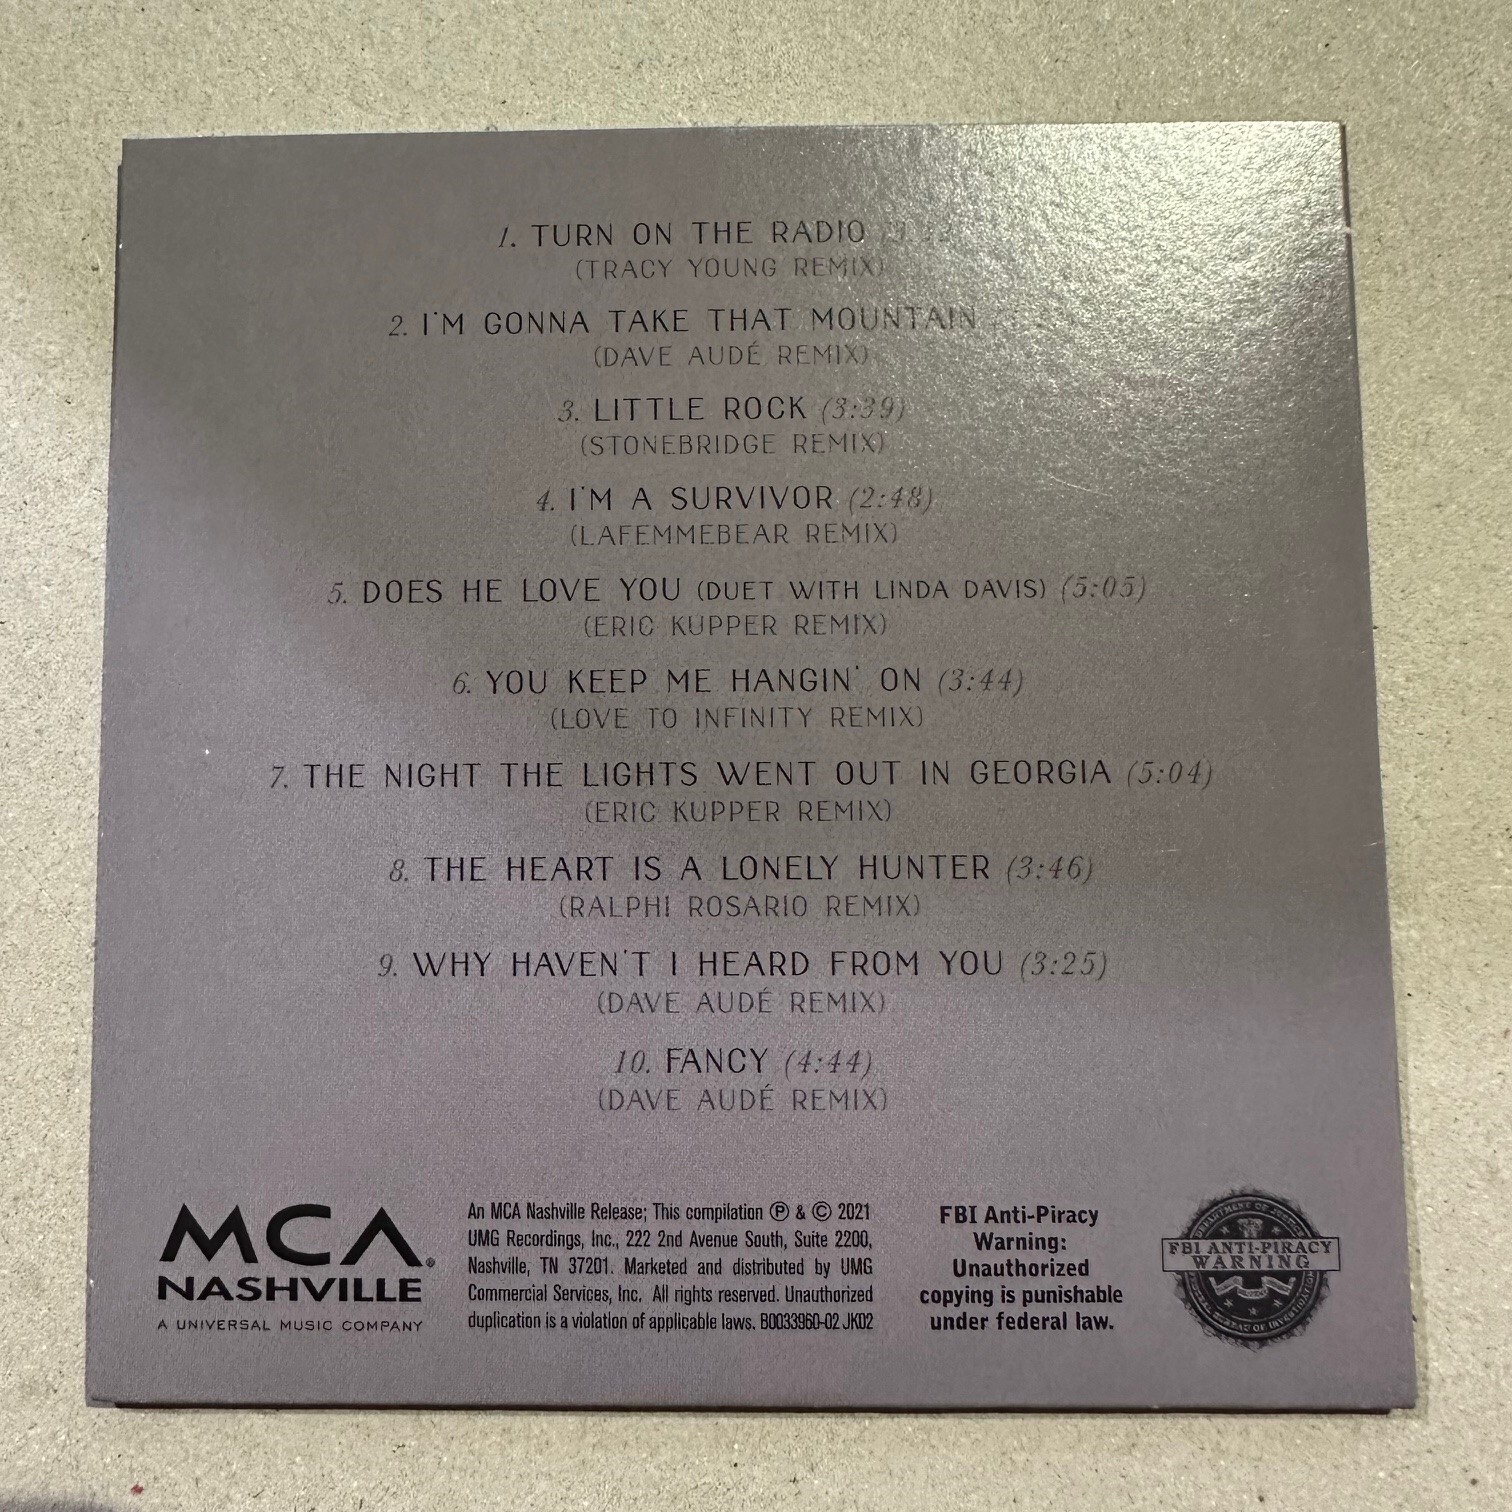 1. TURN ON THE RADIO
(TRACY YOUNG REMIX)
2. I'M GONNA TAKE THAT MOUNTAIN
(DAVE AUDÉ REMIX)
3. LITTLE ROCK (3:39)
(STONEBRIDGE REMIX)
4. I'M A SURVIVOR (2:48)
(LAFEMMEBEAR REMIX)
5. DOES HE LOVE YOU (DUET WITH LINDA DAVIS) (5:05)
(ERIC KUPPER REMIX)
6. YOU KEEP ME HANGIN' ON (3:44)
(LOVE TO INFINITY REMIX)
7. THE NIGHT THE LIGHTS WENT OUT IN GEORGIA (5:04)
(ERIC KUPPER REMIX)
8. THE HEART IS A LONELY HUNTER (3:46)
(RALPHI ROSARIO REMIX)
9. WHY HAVEN'T I HEARD FROM YOU (3:25)
(DAVE AUDÉ REMIX)
10. FANCY (4:44)
(DAVE AUDÉ REMIX)
MCA®
NASHVILLE
A UNIVERSAL MUSIC COMPANY
An MCA Nashville Release; This compilation ℗ & © 2021
UMG Recordings, Inc., 222 2nd Avenue South, Suite 2200,
Nashville, TN 37201. Marketed and distributed by UMG
Commercial Services, Inc. All rights reserved. Unauthorized
duplication is a violation of applicable laws. B0033960-02 JK02
FBI Anti-Piracy
Warning:
Unauthorized
copying is punishable
under federal law.
DEPARTMENT OF JUSTICE
FBI ANTI-PIRACY
WARNING
FEDERAL BUREAU OF INVESTIGATION